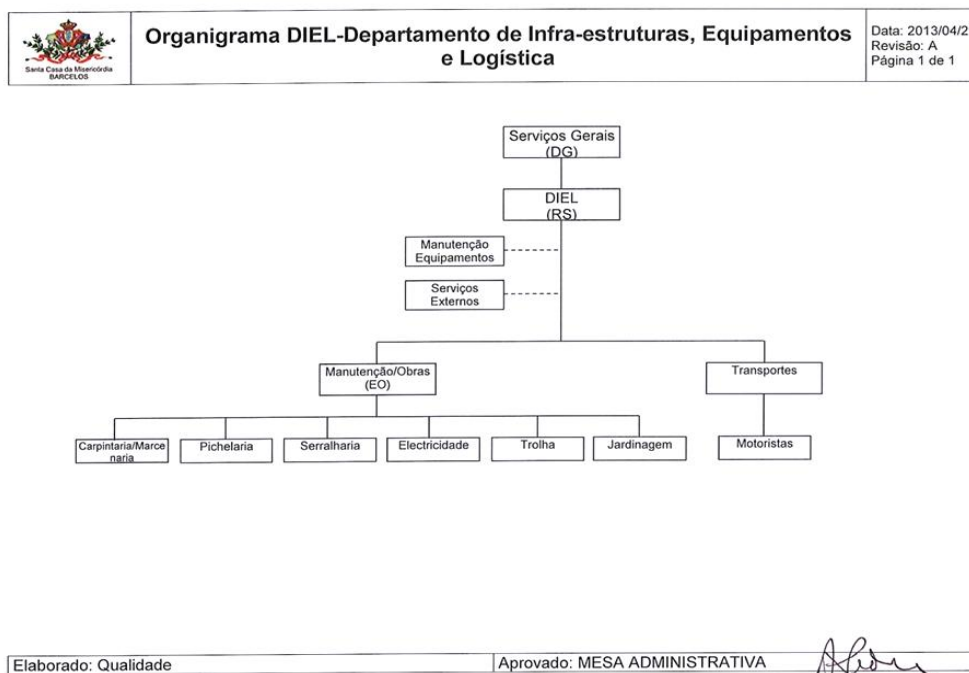 Santa Casa da Misericórdia
BARCELOS
Organigrama DIEL-Departamento de Infra-estruturas, Equipamentos
e Logística
Data: 2013/04/2
Revisão: A
Página 1 de 1
Serviços Gerais
(DG)
DIEL
(RS)
Manutenção
Equipamentos
Serviços
Externos
Manutenção/Obras
(EO)
Transportes
Carpintaria/Marce
naria
Pichelaria
Serralharia
Electricidade
Trolha
Jardinagem
Motoristas
Elaborado: Qualidade
Aprovado: MESA ADMINISTRATIVA